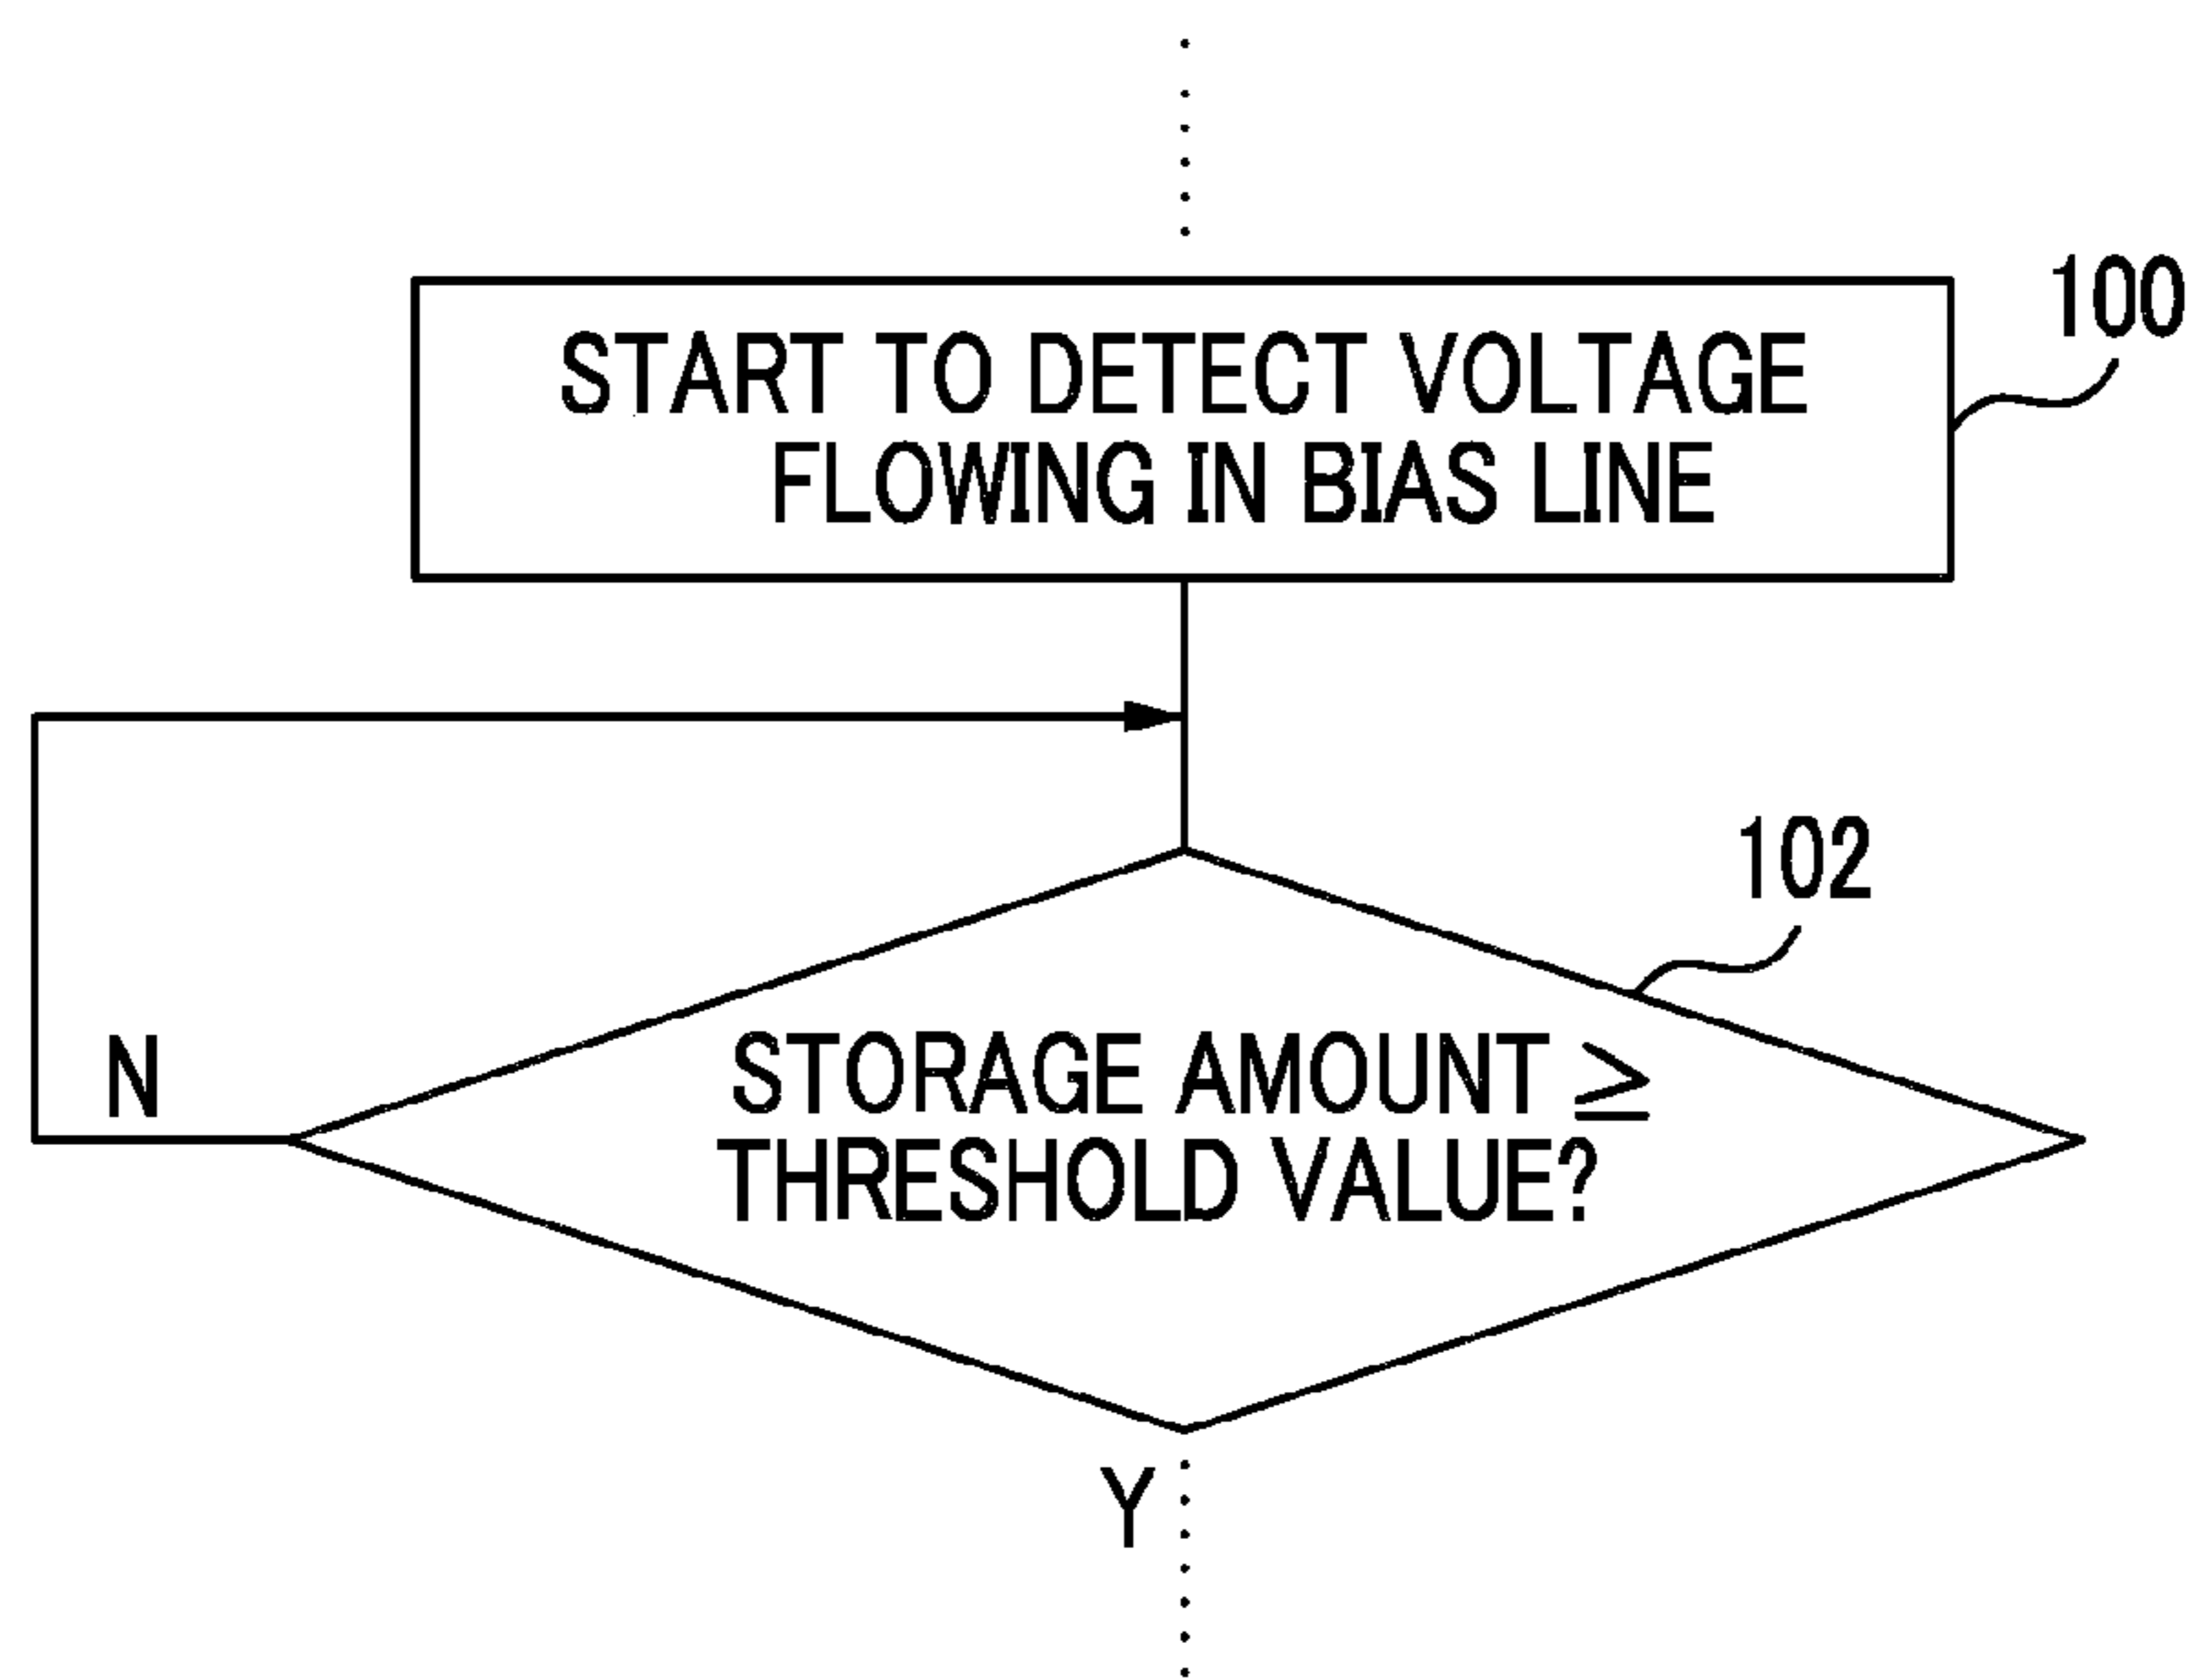 100
START TO DETECT VOLTAGE
FLOWING IN BIAS LINE
102
STORAGE AMOUNT ≧
THRESHOLD VALUE?
N
Y